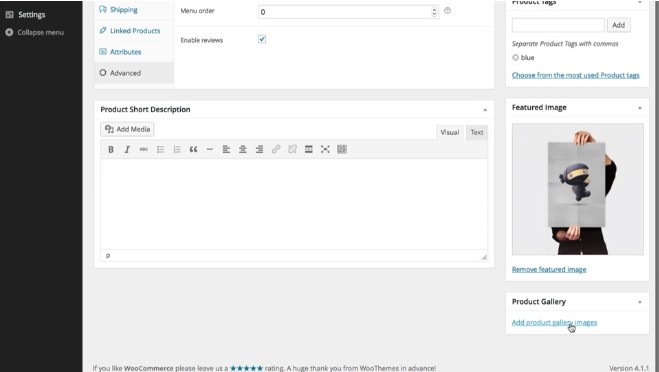 Settings
Collapse menu
Shipping
Linked Products
Attributes
Advanced
Menu order
0
Enable reviews
Product Short Description
Add Media
Visual
Text
B I ABC
P
Product Tags
Add
Separate Product Tags with commas
blue
Choose from the most used Product tags
Featured Image
Remove featured image
Product Gallery
Add product gallery images
If you like WooCommerce please leave us a ★★★★★ rating. A huge thank you from WooThemes in advance!
Version 4.1.1